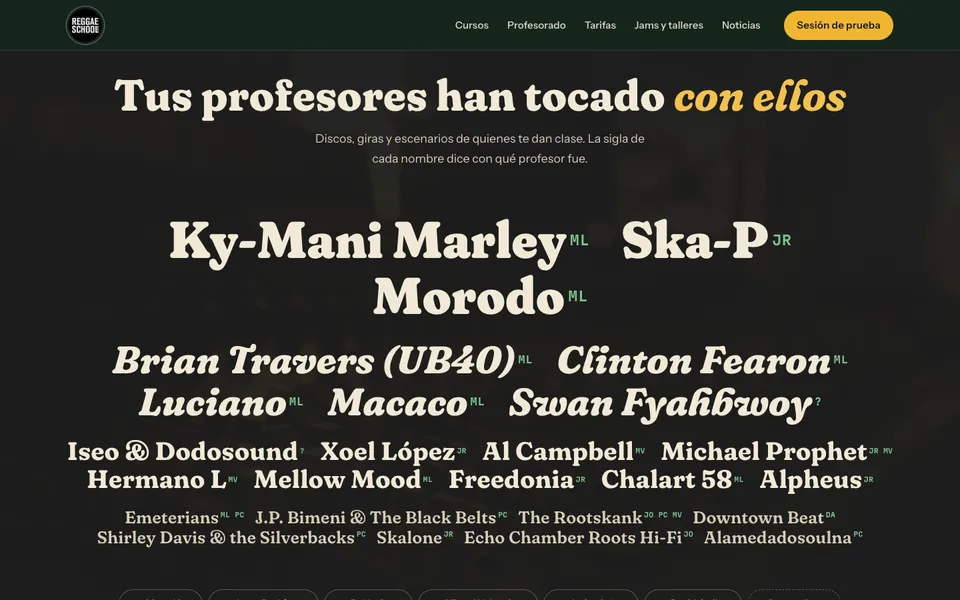 REGGAE
SCHOOL
Cursos Profesorado Tarifas Jams y talleres Noticias Sesión de prueba
Tus profesores han tocado con ellos
Discos, giras y escenarios de quienes te dan clase. La sigla de
cada nombre dice con qué profesor fue.
Ky-Mani Marley ML Ska-P JR
Morodo ML
Brian Travers (UB40) ML Clinton Fearon ML
Luciano ML Macaco ML Swan Fyahbwoy ?
Iseo & Dodosound ? Xoel López JR Al Campbell MV Michael Prophet JR MV
Hermano L MV Mellow Mood ML Freedonia JR Chalart 58 ML Alpheus JR
Emeterians ML PC J.P. Bimeni & The Black Belts PC The Rootskank JO PC MV Downtown Beat DA
Shirley Davis & the Silverbacks PC Skalone JR Echo Chamber Roots Hi-Fi JO Alamedadosoulna PC